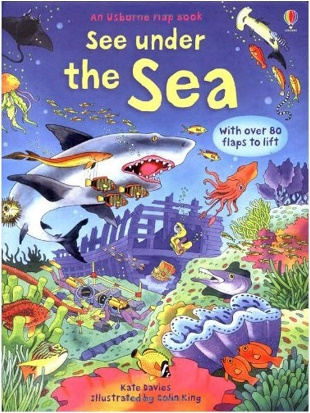 An Usborne Flap Book
See under
the Sea
With over 80
flaps to lift
Kate Davies
Illustrated by Colin King